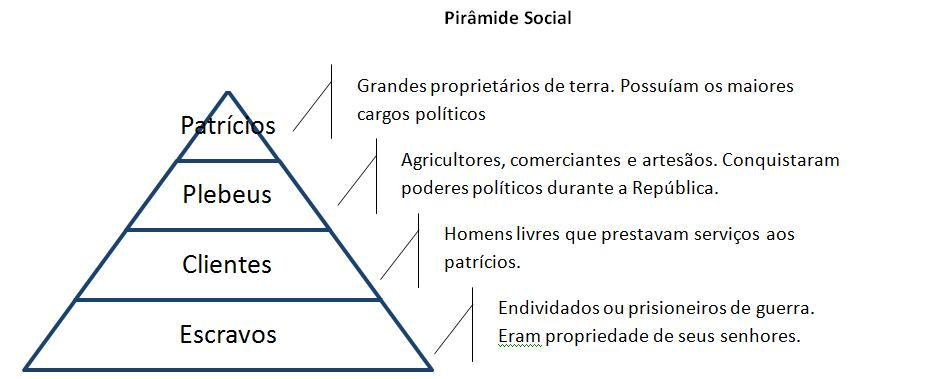 Pirâmide Social
Patrícios
Grandes proprietários de terra. Possuíam os maiores
cargos políticos
Plebeus
Agricultores, comerciantes e artesãos. Conquistaram
poderes políticos durante a República.
Clientes
Homens livres que prestavam serviços aos
patrícios.
Escravos
Endividados ou prisioneiros de guerra.
Eram propriedade de seus senhores.